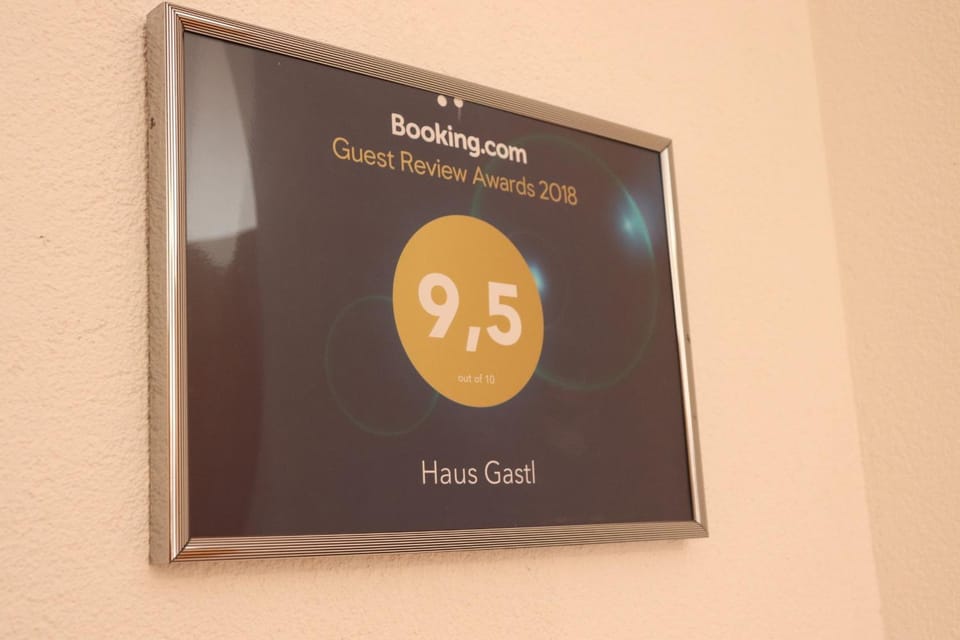 Booking.com
Guest Review Awards 2018
9,5
out of 10
Haus Gastl